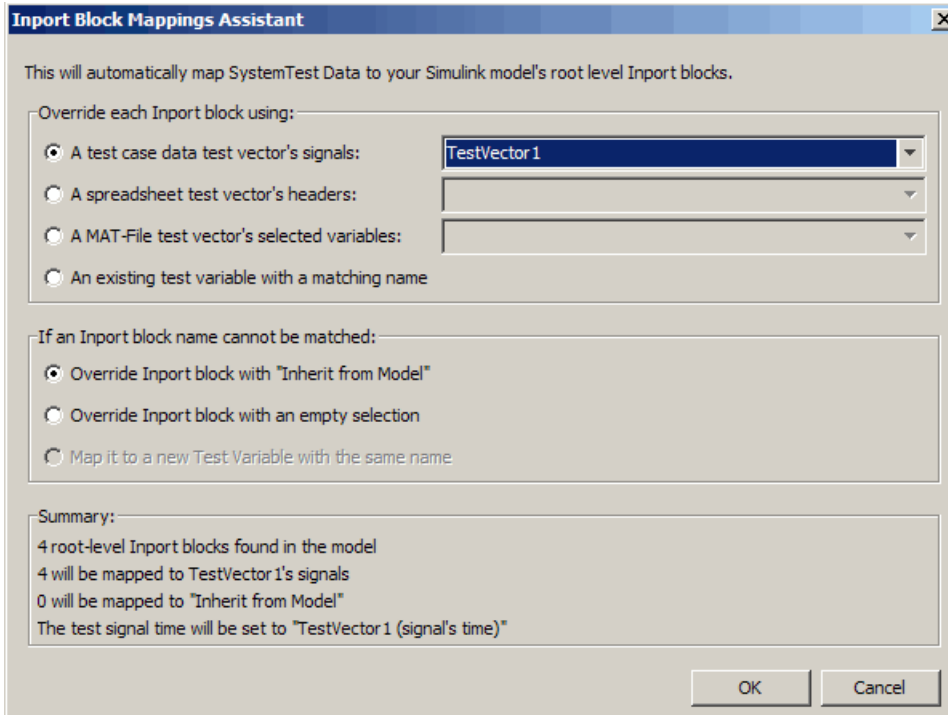 Inport Block Mappings Assistant
This will automatically map SystemTest Data to your Simulink model's root level Inport blocks.
Override each Inport block using:
A test case data test vector's signals:
TestVector1
A spreadsheet test vector's headers:
A MAT-File test vector's selected variables:
An existing test variable with a matching name
If an Inport block name cannot be matched:
Override Inport block with "Inherit from Model"
Override Inport block with an empty selection
Map it to a new Test Variable with the same name
Summary:
4 root-level Inport blocks found in the model
4 will be mapped to TestVector1's signals
0 will be mapped to "Inherit from Model"
The test signal time will be set to "TestVector1 (signal's time)"
OK
Cancel